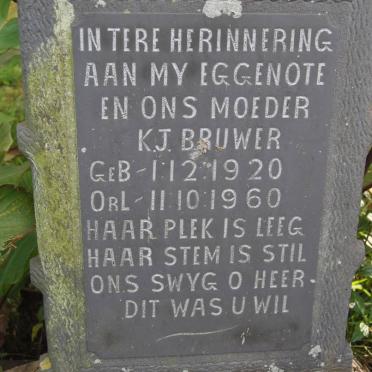 IN TERE HERINNERING
AAN MY EGGENOTE
EN ONS MOEDER
K.J. BRUWER
GEB - 1.12.1920
ORL - 11.10.1960
HAAR PLEK IS LEEG
HAAR STEM IS STIL
ONS SWYG O HEER
DIT WAS U WIL